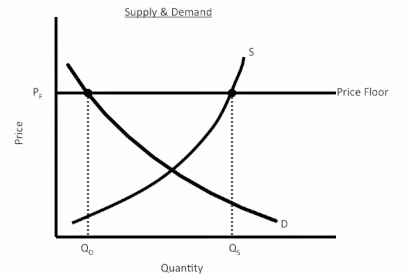 Supply & Demand
S
P_F
Price Floor
Price
D
Q_D
Q_S
Quantity